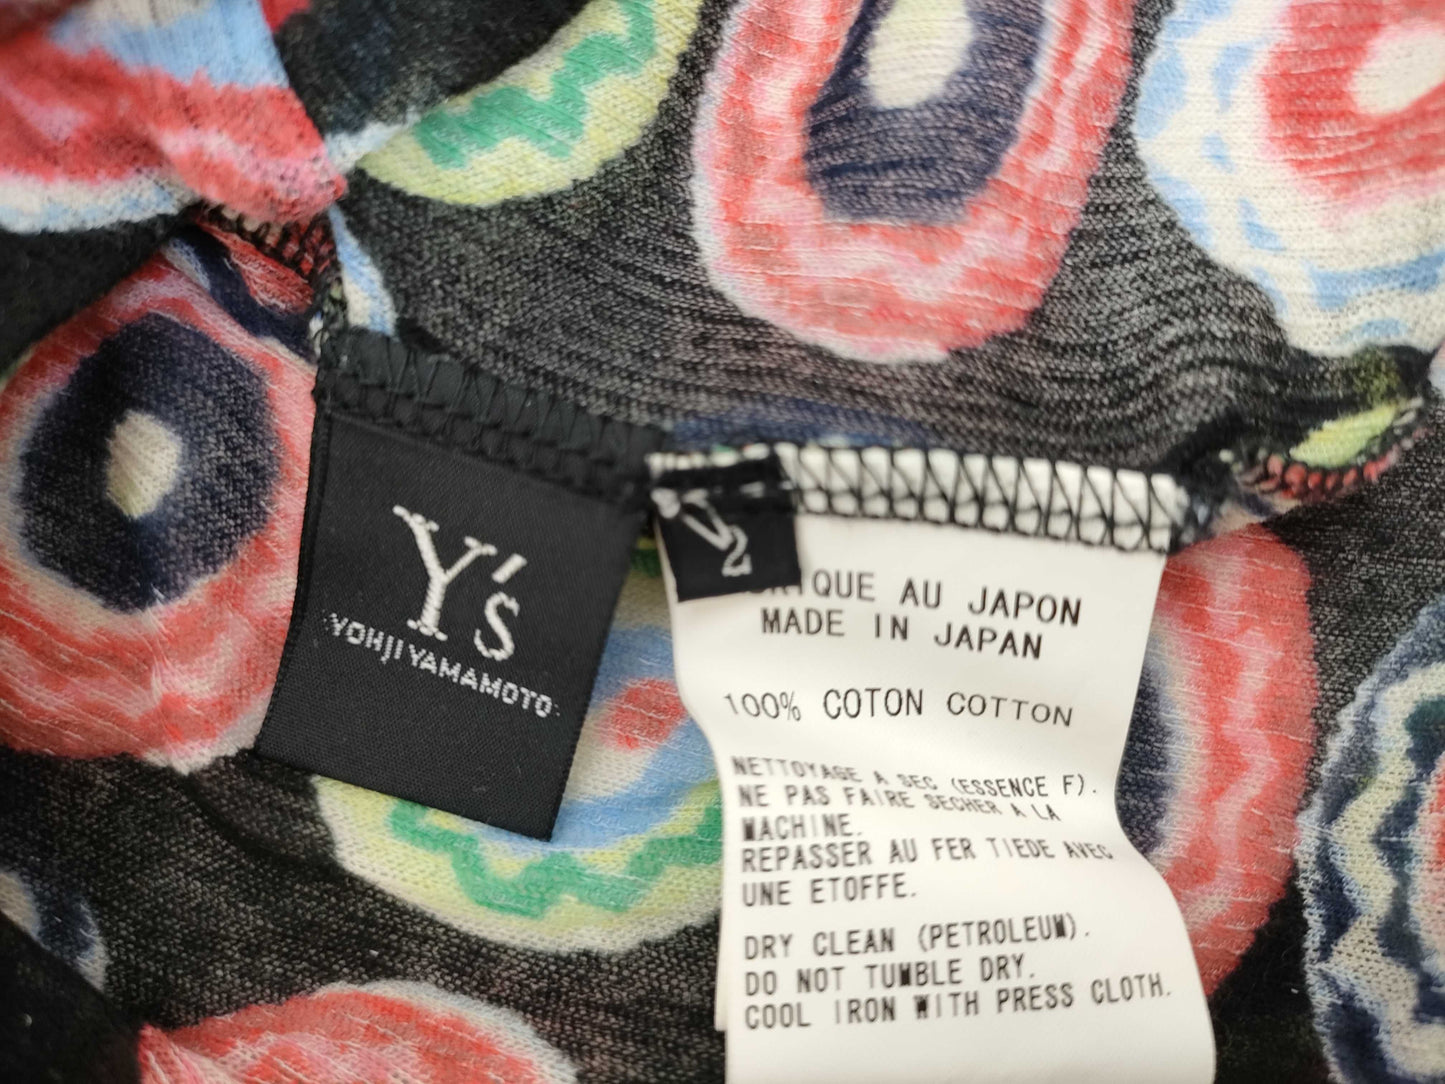 Y's
YOHJI YAMAMOTO
2
QUE AU JAPON
MADE IN JAPAN
100% COTON COTTON
NETTOYAGE A SEC (ESSENCE F).
NE PAS FAIRE SECHER A LA
MACHINE.
REPASSER AU FER TIEDE AVEC
UNE ETOFFE.
DRY CLEAN (PETROLEUM).
DO NOT TUMBLE DRY.
COOL IRON WITH PRESS CLOTH.